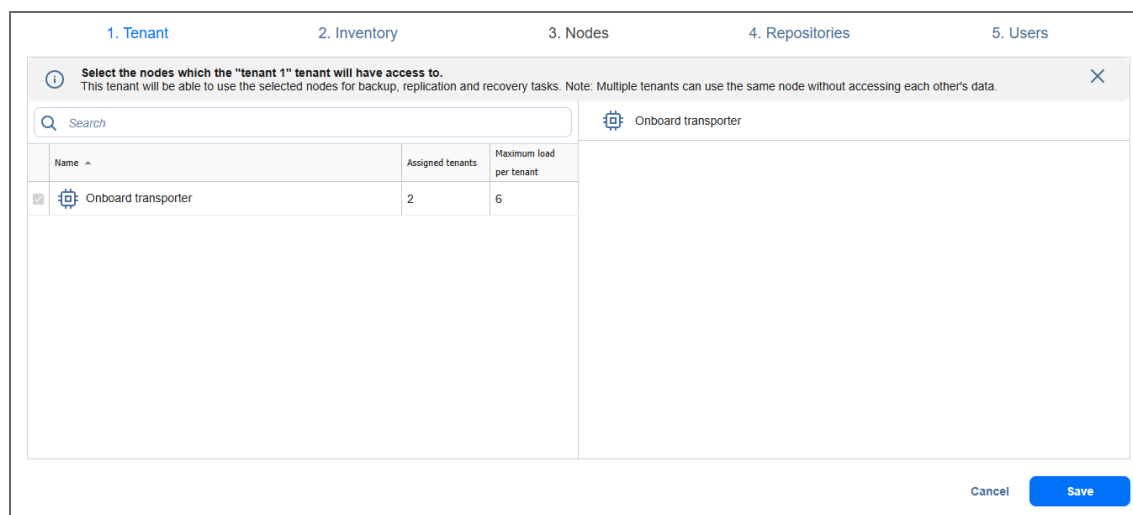 1. Tenant
2. Inventory
3. Nodes
4. Repositories
5. Users
Select the nodes which the "tenant 1" tenant will have access to.
This tenant will be able to use the selected nodes for backup, replication and recovery tasks. Note: Multiple tenants can use the same node without accessing each other's data.
Search
Onboard transporter
Name
Assigned tenants
Maximum load
per tenant
Onboard transporter
2
6
Cancel
Save